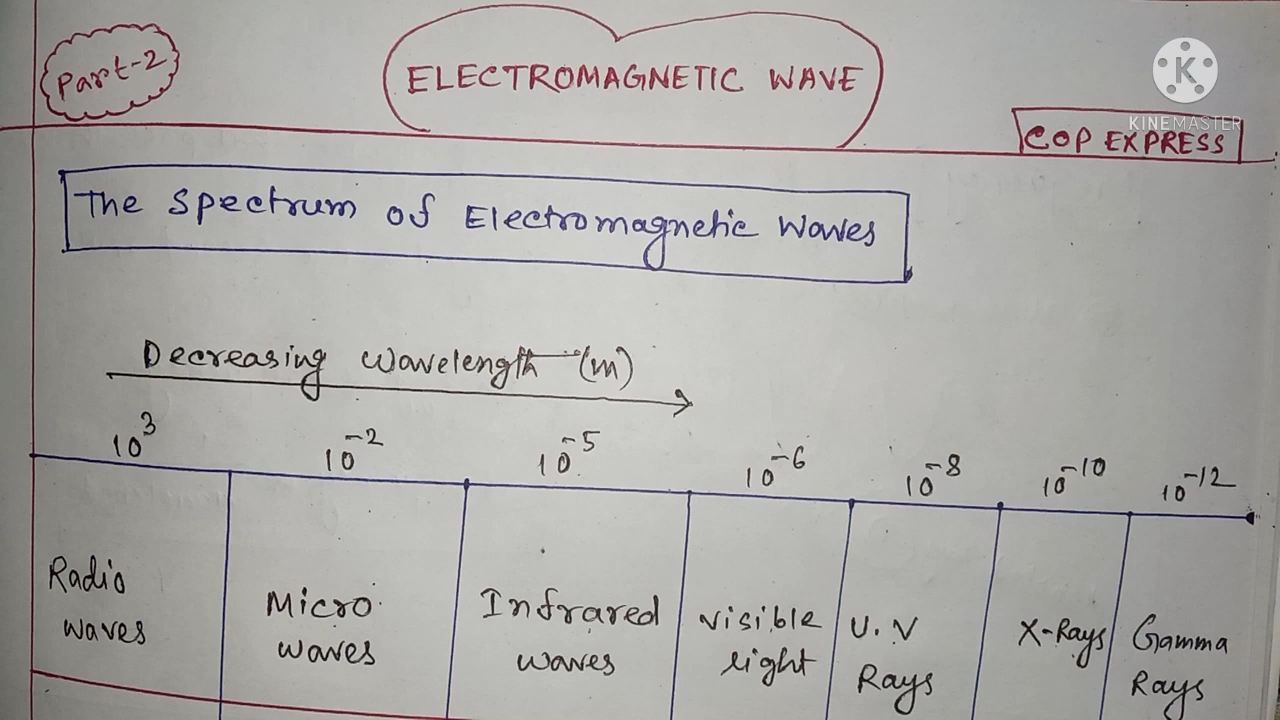 Part-2
ELECTROMAGNETIC WAVE
K
KINEMASTER
COP EXPRESS
The Spectrum of Electromagnetic Waves
Decreasing Wavelength (m)
10³ 10⁻² 10⁻⁵ 10⁻⁶ 10⁻⁸ 10⁻¹⁰ 10⁻¹²
Radio waves
Micro waves
Infrared waves
visible light
U.V Rays
X-Rays
Gamma Rays